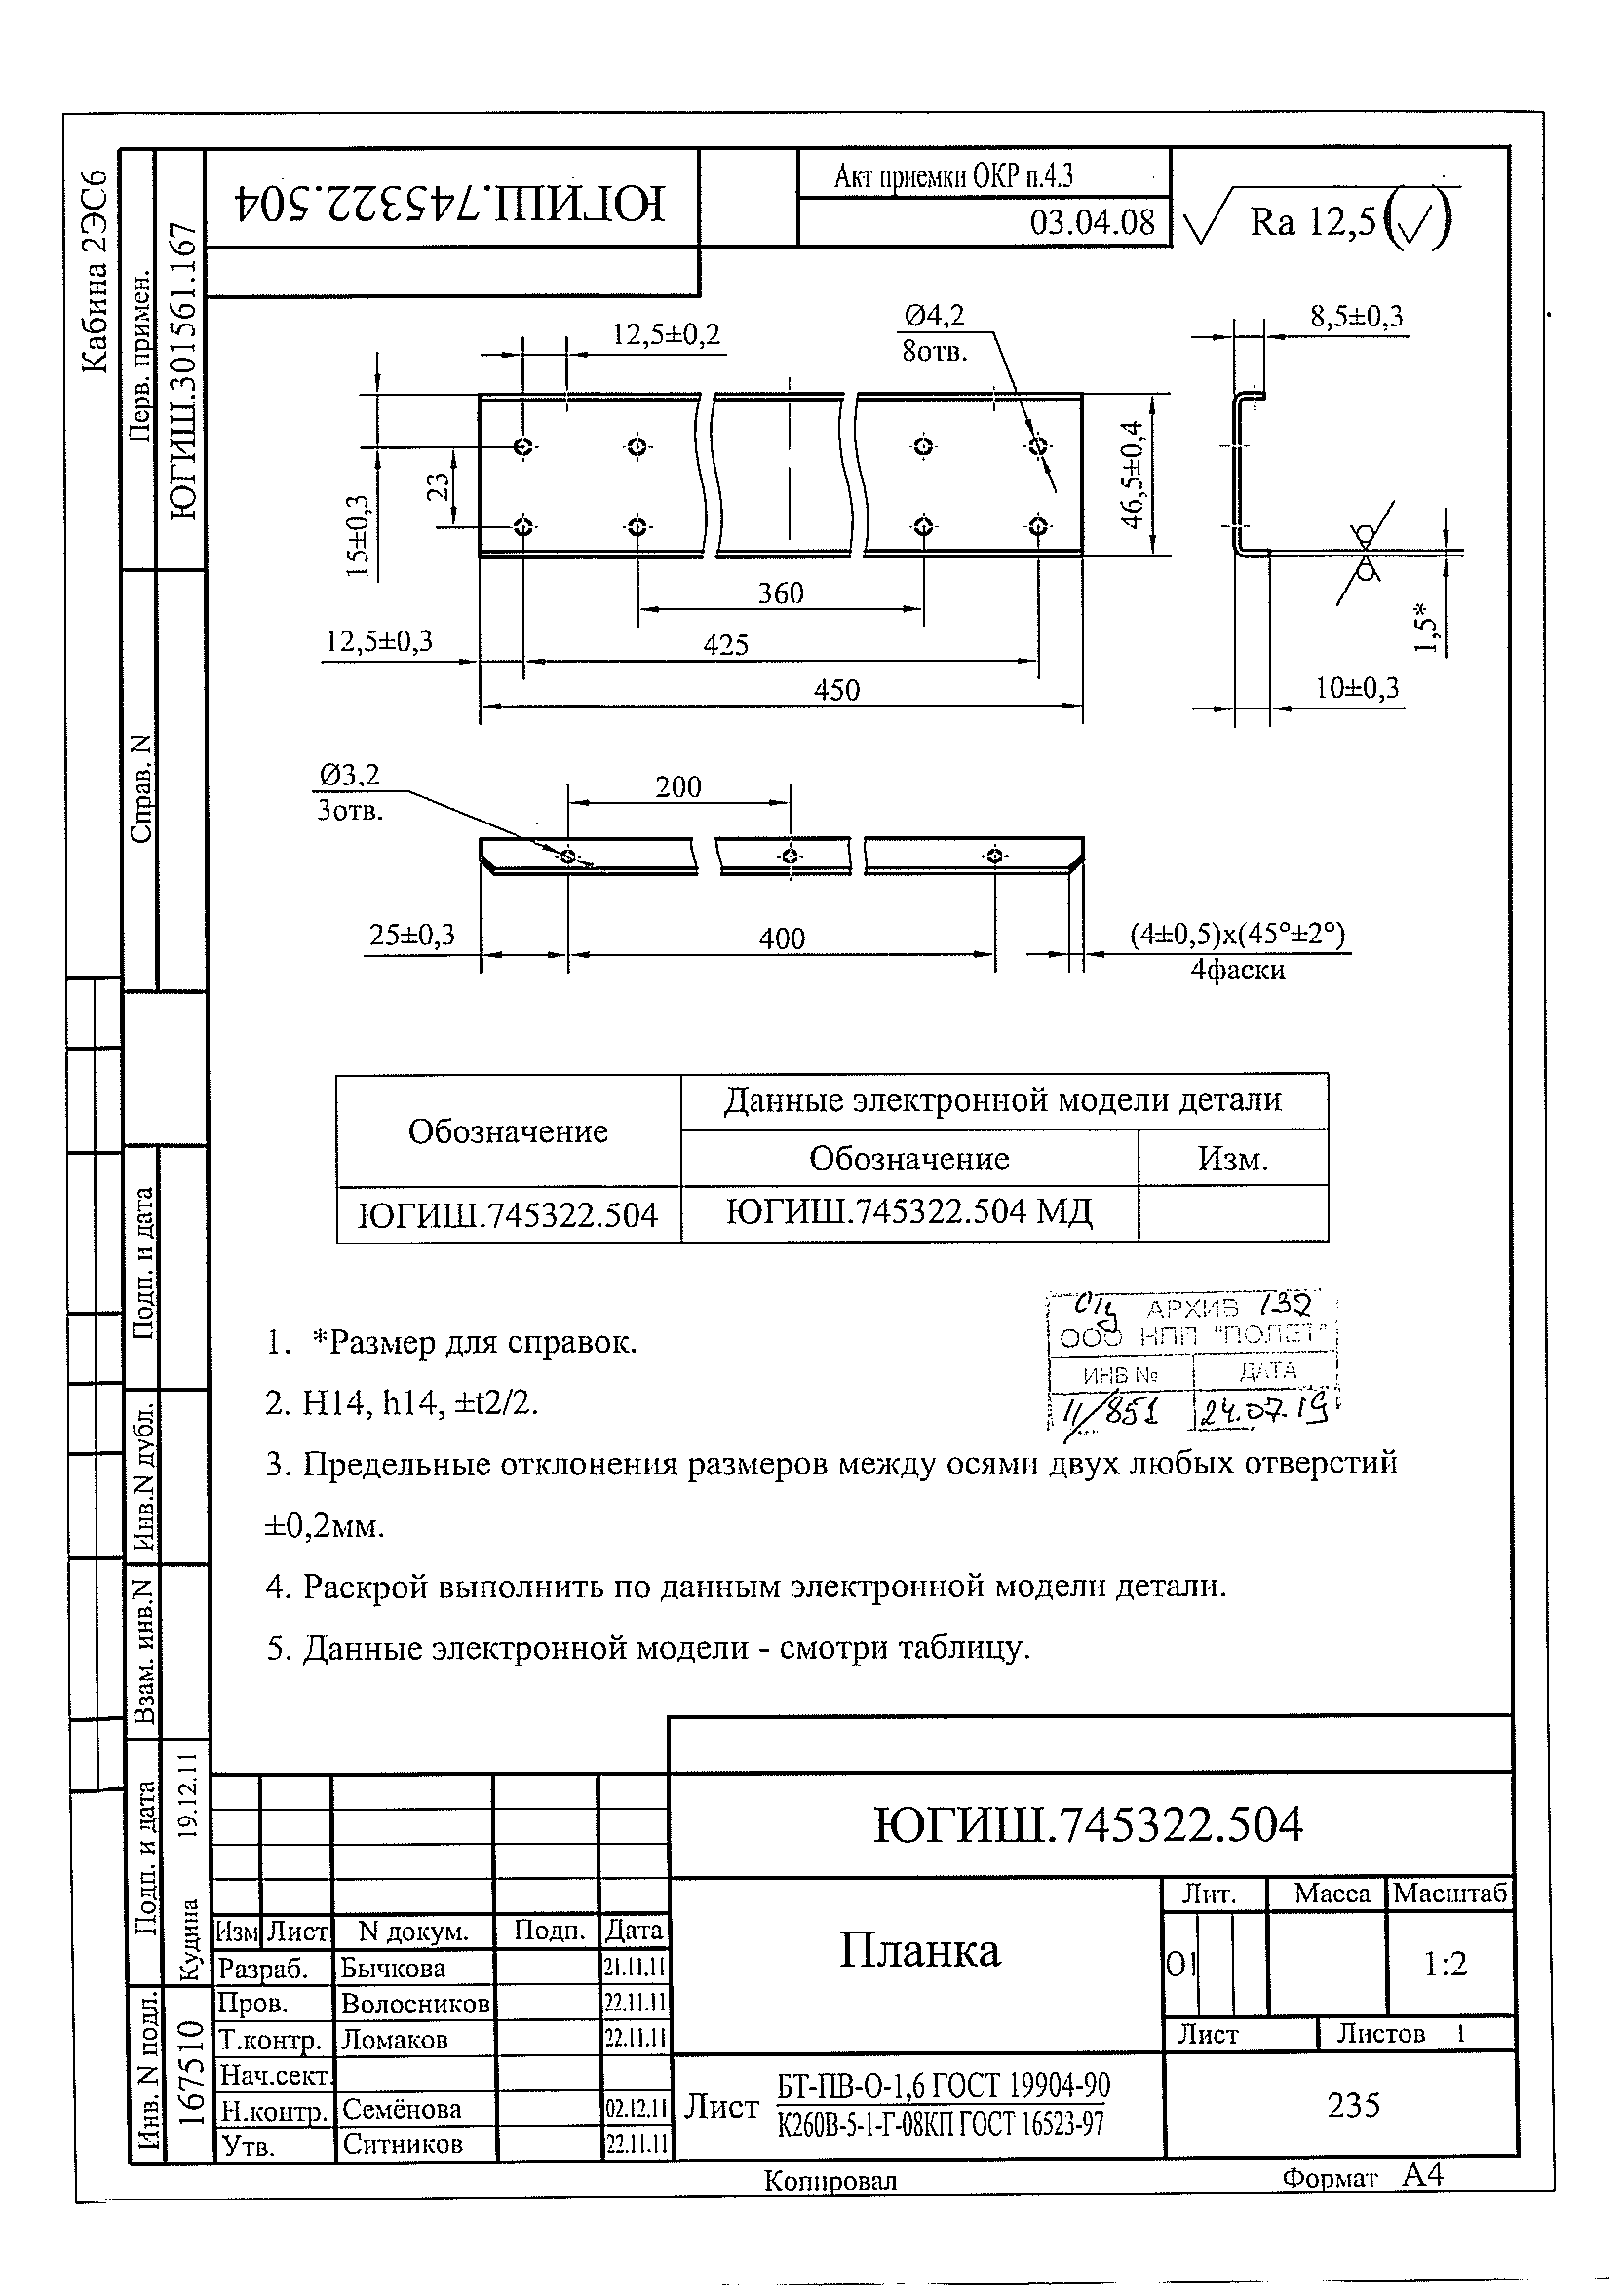 Кабина 2ЭС6
Перв. примен.
ЮГИШ.301561.167
Справ. N
Подп. и дата
Инв.N дубл.
Взам. инв.N
Подп. и дата
Кудина 19.12.11
Инв. N подл.
167510
ЮГИШ.745322.504
Акт приемки ОКР п.4.3
03.04.08
Ra 12,5 (√)
12,5±0,2
Ø4,2
8отв.
8,5±0,3
15±0,3
23
46,5±0,4
1,5*
360
12,5±0,3
425
450
10±0,3
Ø3,2
3отв.
200
25±0,3
400
(4±0,5)x(45°±2°)
4фаски
Обозначение
Данные электронной модели детали
Обозначение Изм.
ЮГИШ.745322.504 ЮГИШ.745322.504 МД
АРХИВ 132
ООО НПП "ПОЛЕТ"
ИНВ № ДАТА
11/851 24.07.19
1. *Размер для справок.
2. H14, h14, ±t2/2.
3. Предельные отклонения размеров между осями двух любых отверстий
±0,2мм.
4. Раскрой выполнить по данным электронной модели детали.
5. Данные электронной модели - смотри таблицу.
ЮГИШ.745322.504
Изм Лист N докум. Подп. Дата
Разраб. Бычкова 21.11.11
Пров. Волосников 22.11.11
Т.контр. Ломаков 22.11.11
Нач.сект.
Н.контр. Семёнова 02.12.11
Утв. Ситников 22.11.11
Планка
Лит. Масса Масштаб
О1 1:2
Лист Листов 1
Лист БТ-ПВ-О-1,6 ГОСТ 19904-90
К260В-5-1-Г-08КП ГОСТ 16523-97
235
Копировал
Формат А4